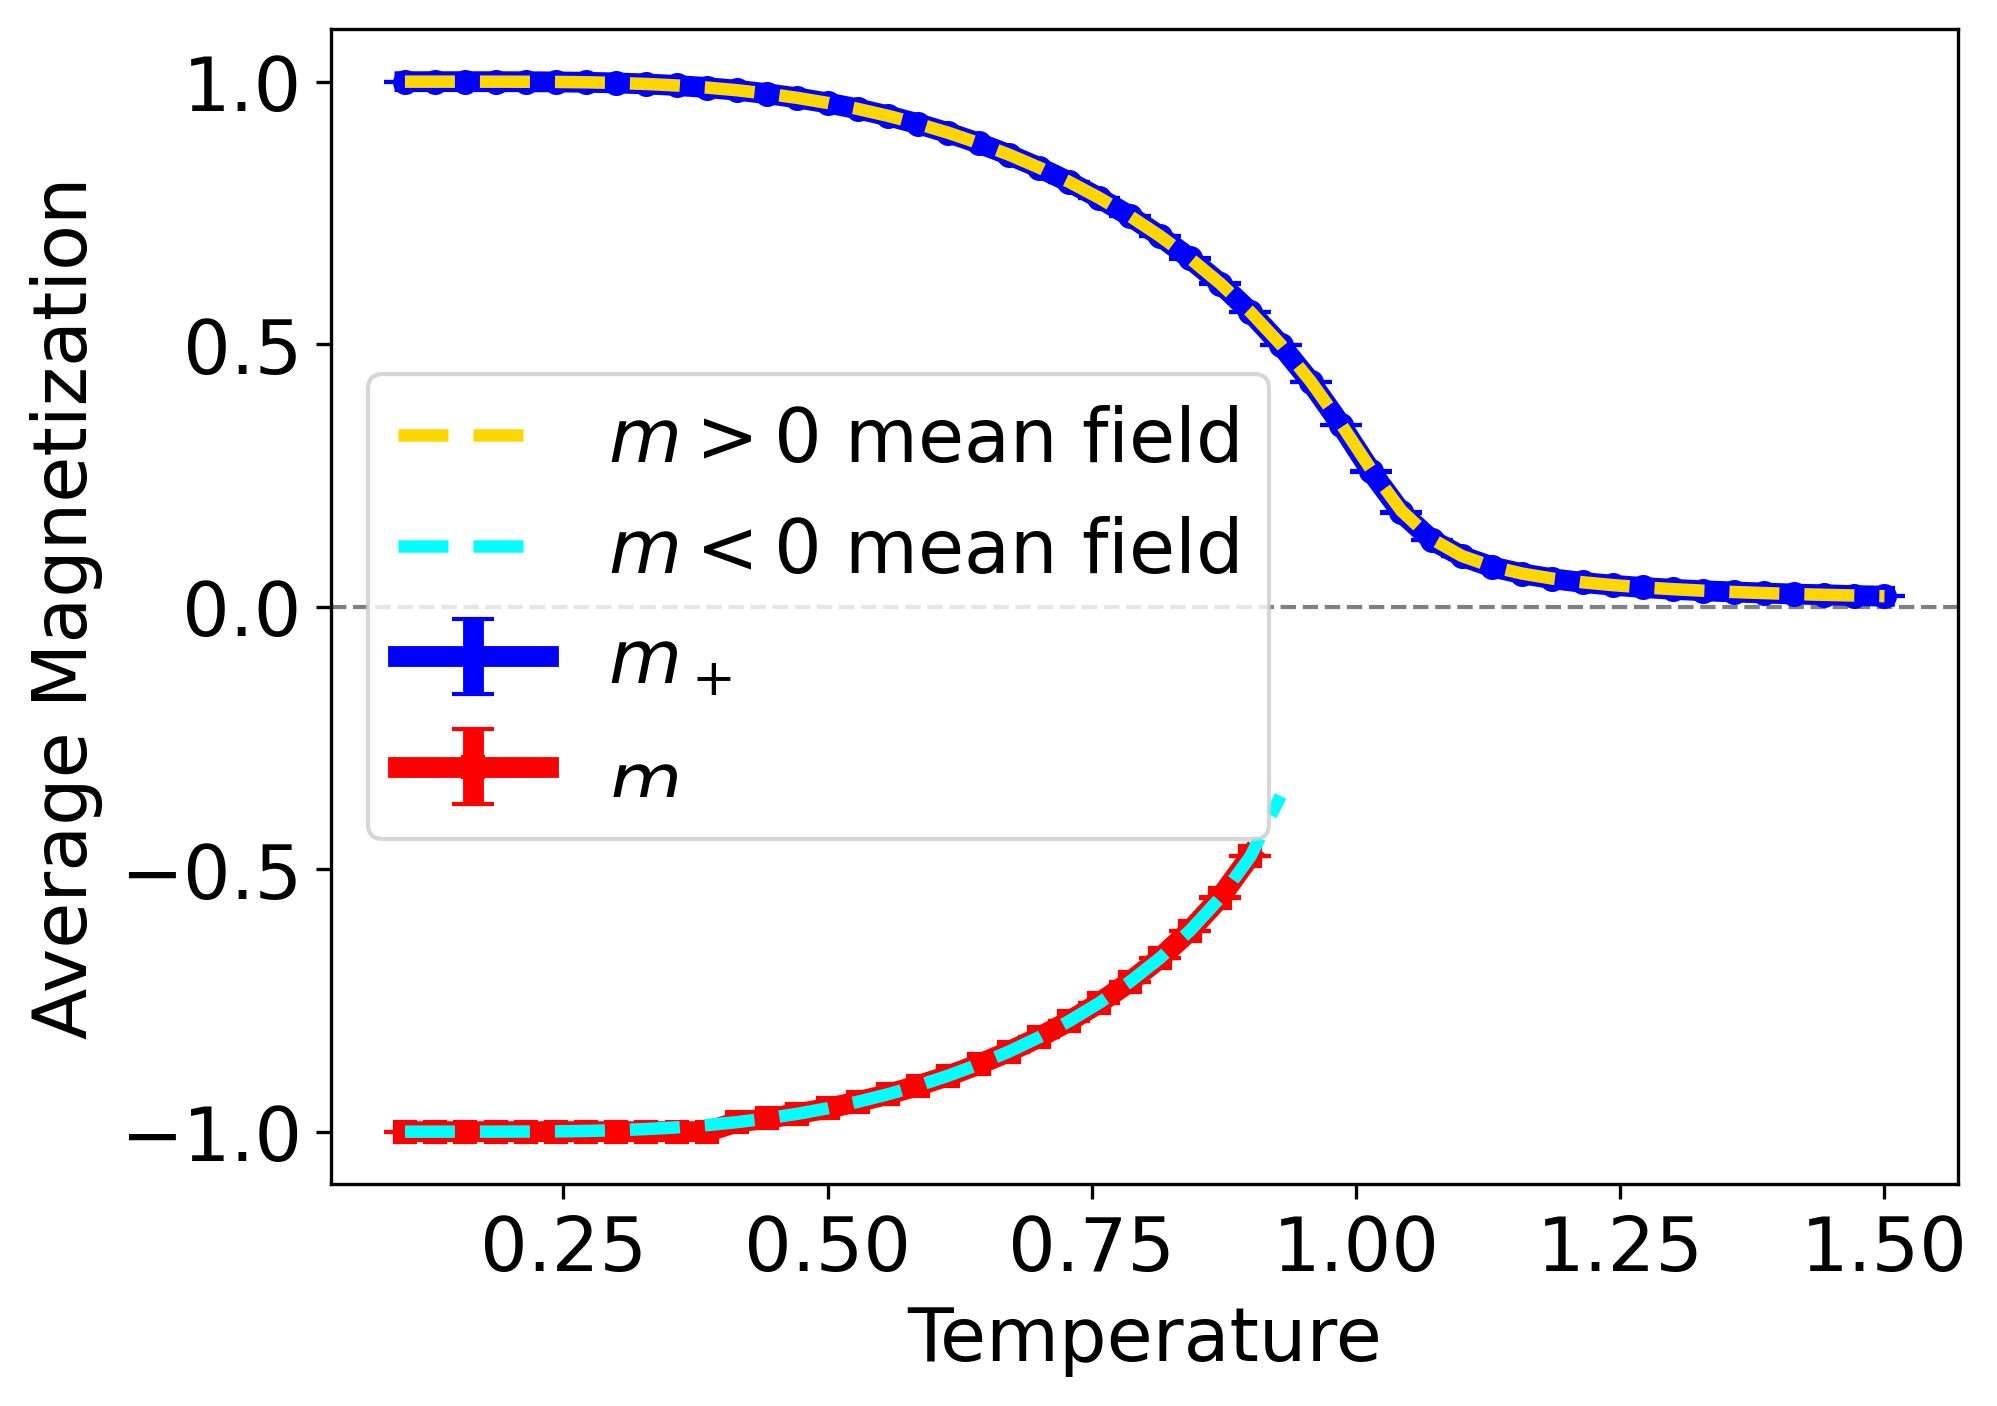 1.0
0.5
0.0
−0.5
−1.0
Average Magnetization
m > 0 mean field
m < 0 mean field
m₊
m
0.25 0.50 0.75 1.00 1.25 1.50
Temperature